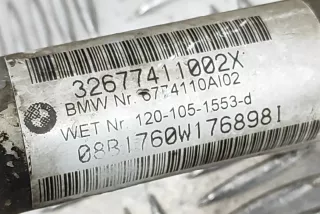 32677411002X
BMW Nr. 6774110AI02
WET Nr. 120-105-1553-d
08B1760W176898I